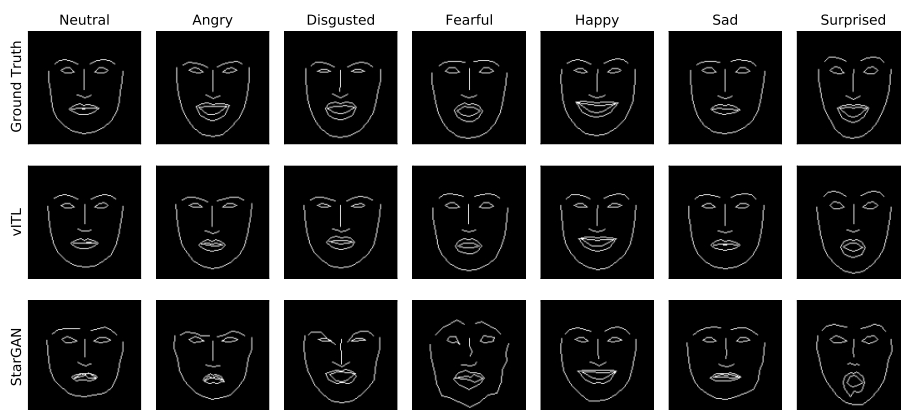 Neutral Angry Disgusted Fearful Happy Sad Surprised
Ground Truth
vITL
StarGAN